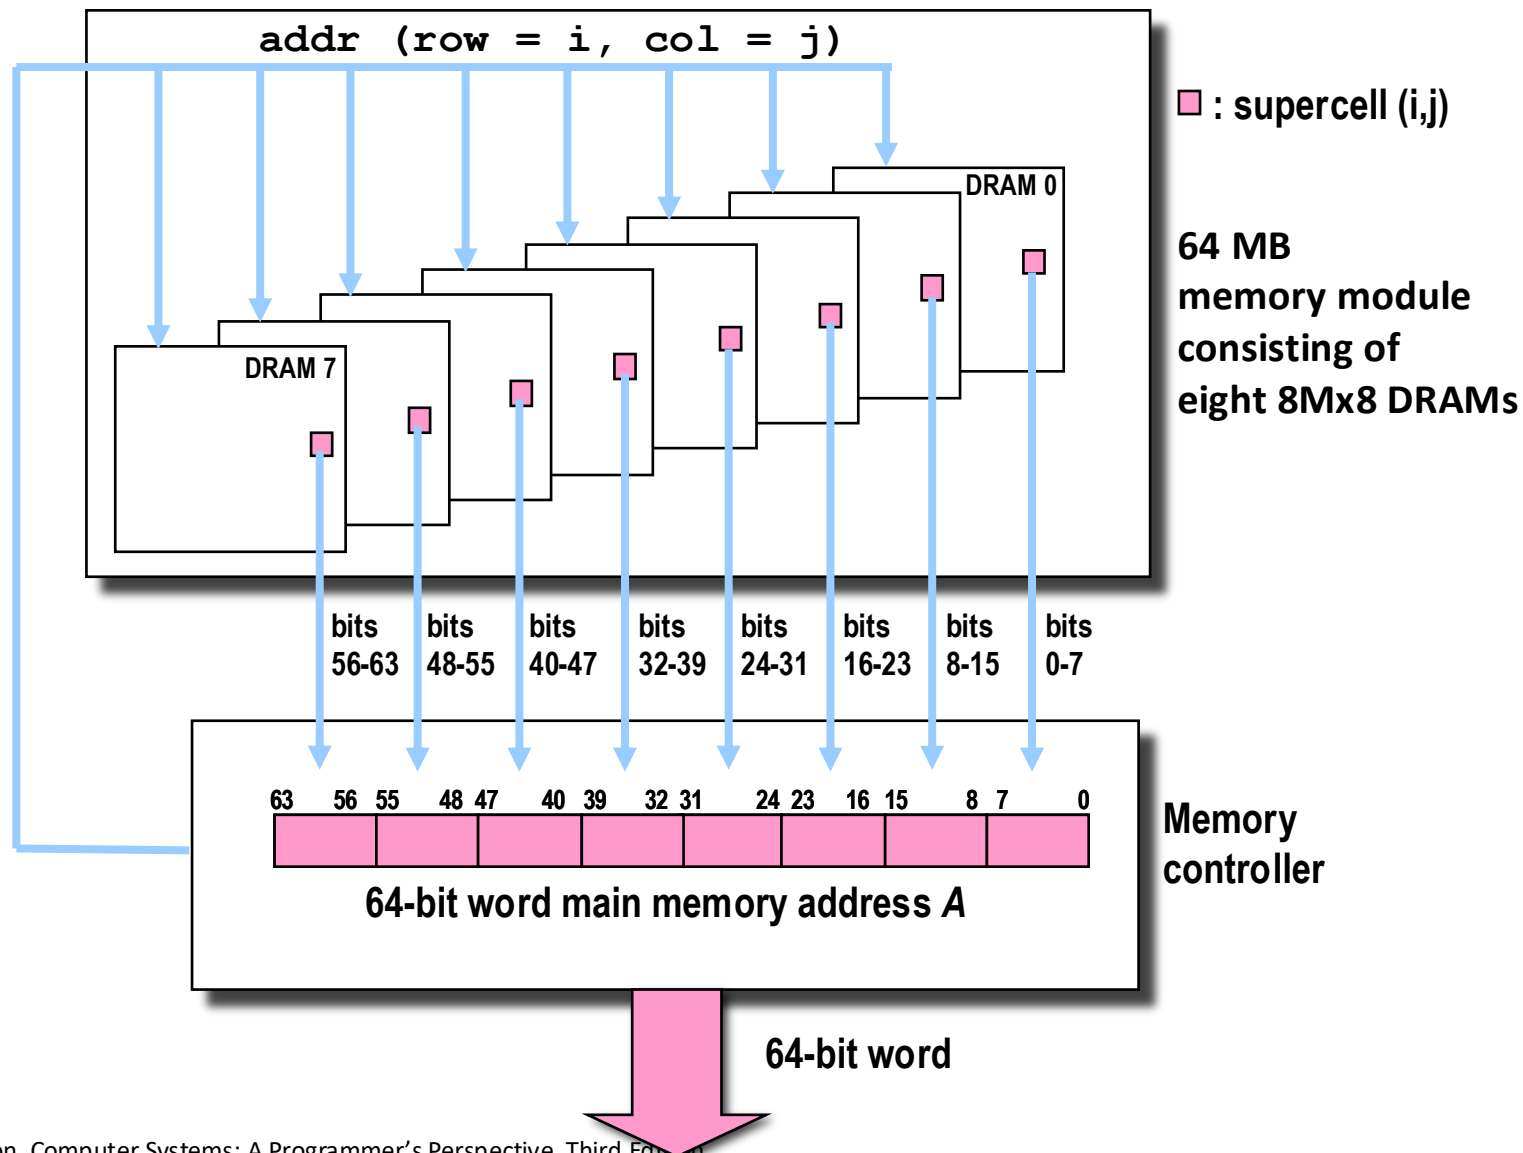 addr (row = i, col = j)
: supercell (i,j)
DRAM 0
64 MB
memory module
consisting of
eight 8Mx8 DRAMs
DRAM 7
bits
56-63
bits
48-55
bits
40-47
bits
32-39
bits
24-31
bits
16-23
bits
8-15
bits
0-7
63 56 55 48 47 40 39 32 31 24 23 16 15 8 7 0
Memory
controller
64-bit word main memory address A
64-bit word
Computer Systems: A Programmer's Perspective, Third